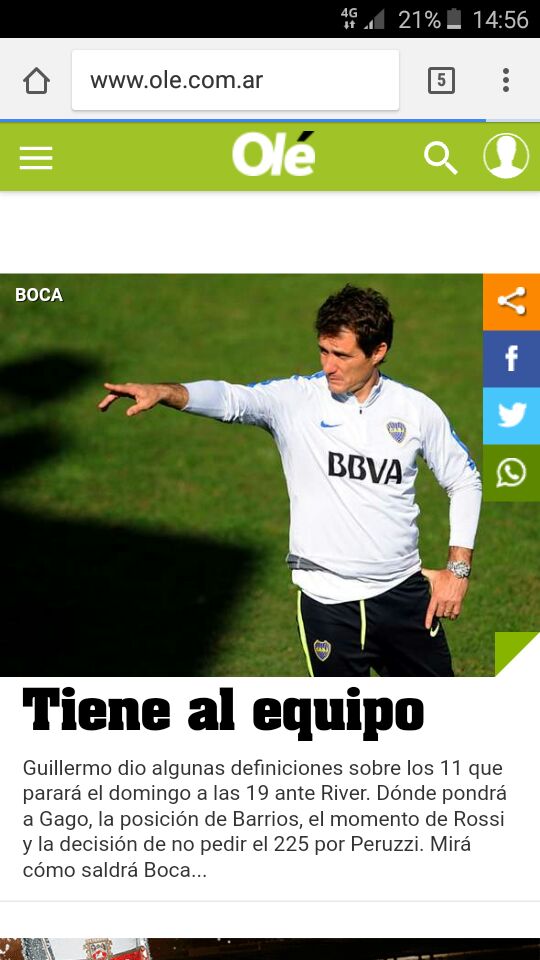 4G 21% 14:56
www.ole.com.ar
5
Olé
BOCA
BBVA
Tiene al equipo
Guillermo dio algunas definiciones sobre los 11 que
parará el domingo a las 19 ante River. Dónde pondrá
a Gago, la posición de Barrios, el momento de Rossi
y la decisión de no pedir el 225 por Peruzzi. Mirá
cómo saldrá Boca...